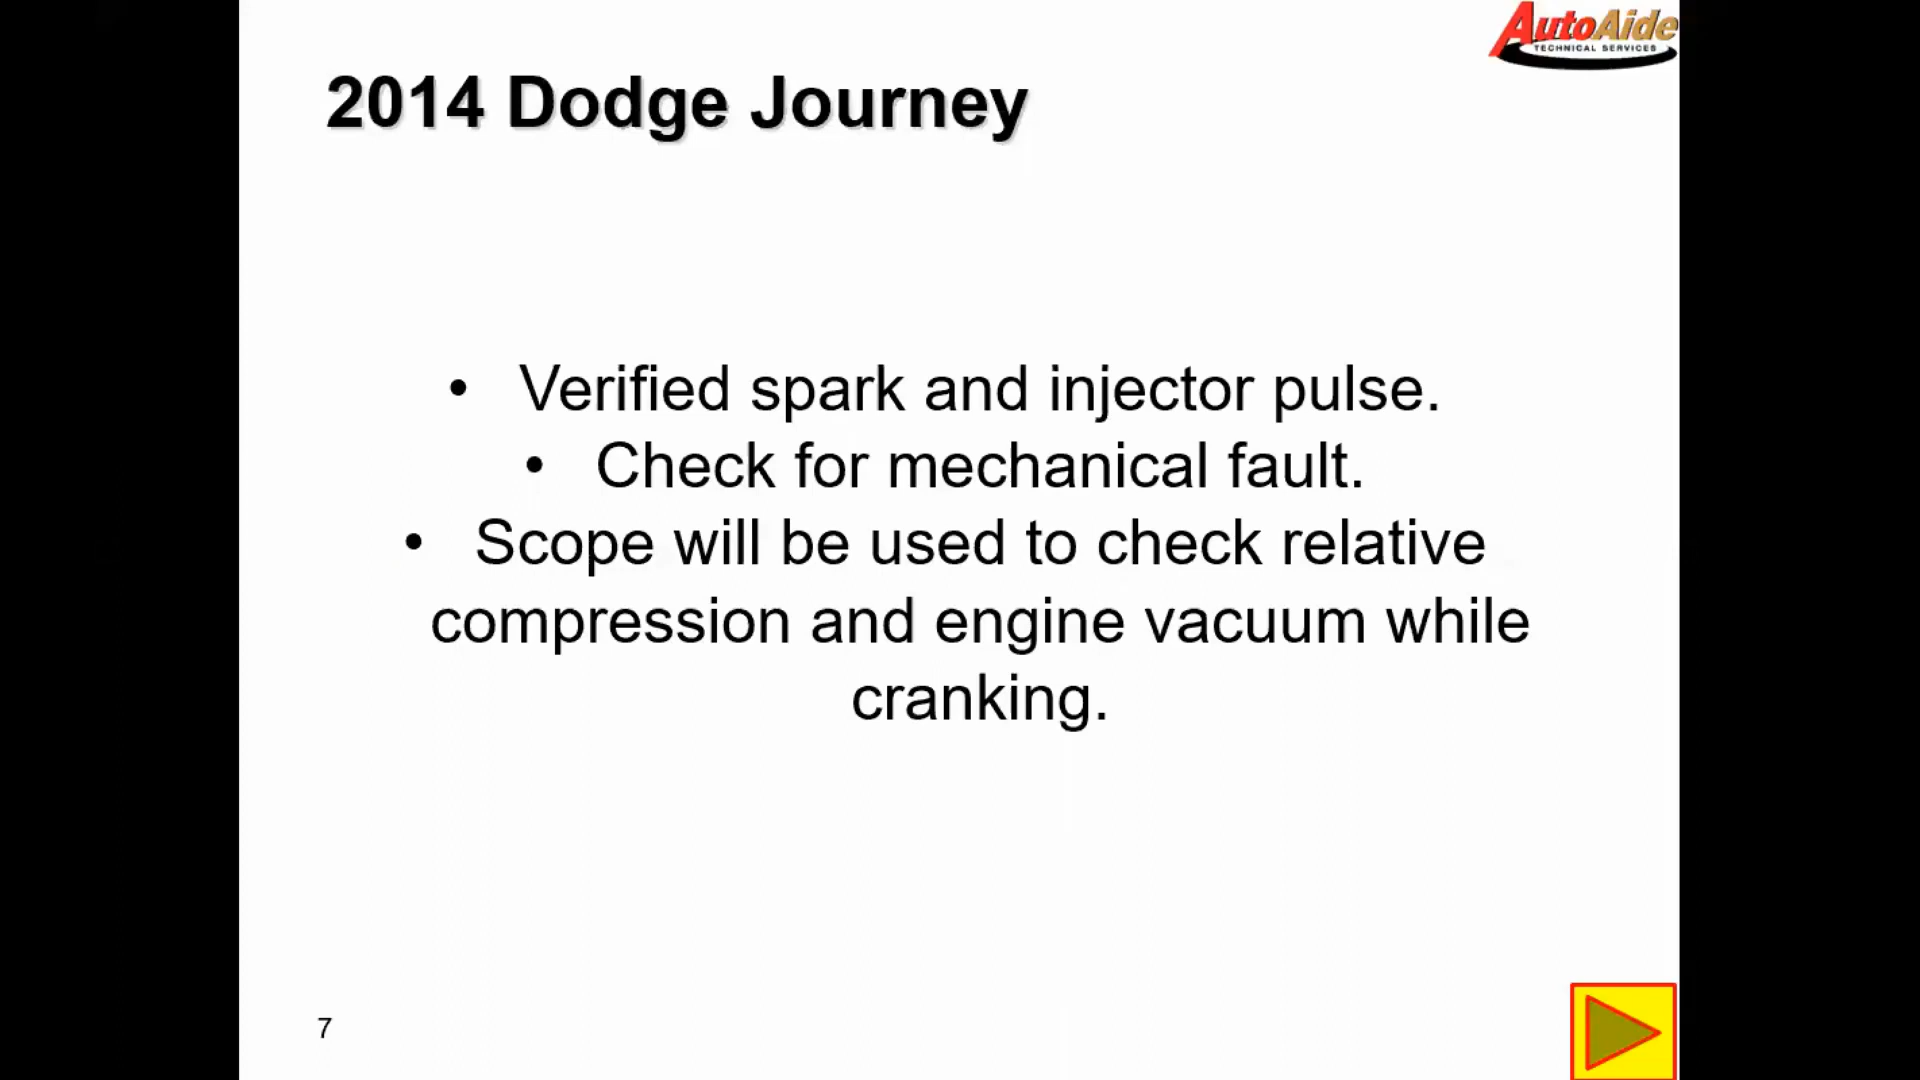 AutoAide
TECHNICAL SERVICES
2014 Dodge Journey
• Verified spark and injector pulse.
• Check for mechanical fault.
• Scope will be used to check relative
compression and engine vacuum while
cranking.
7